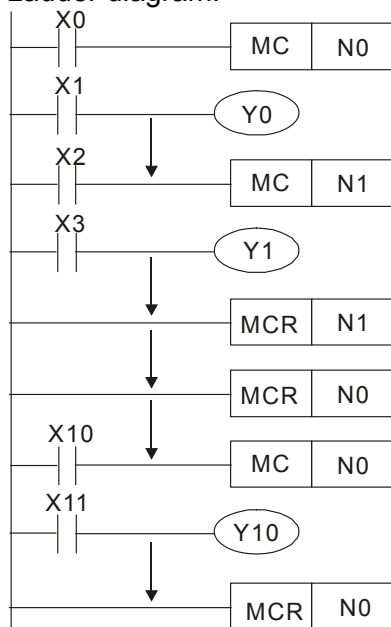 Ladder diagram:
X0
MC N0
X1
Y0
X2
MC N1
X3
Y1
MCR N1
MCR N0
X10
MC N0
X11
Y10
MCR N0